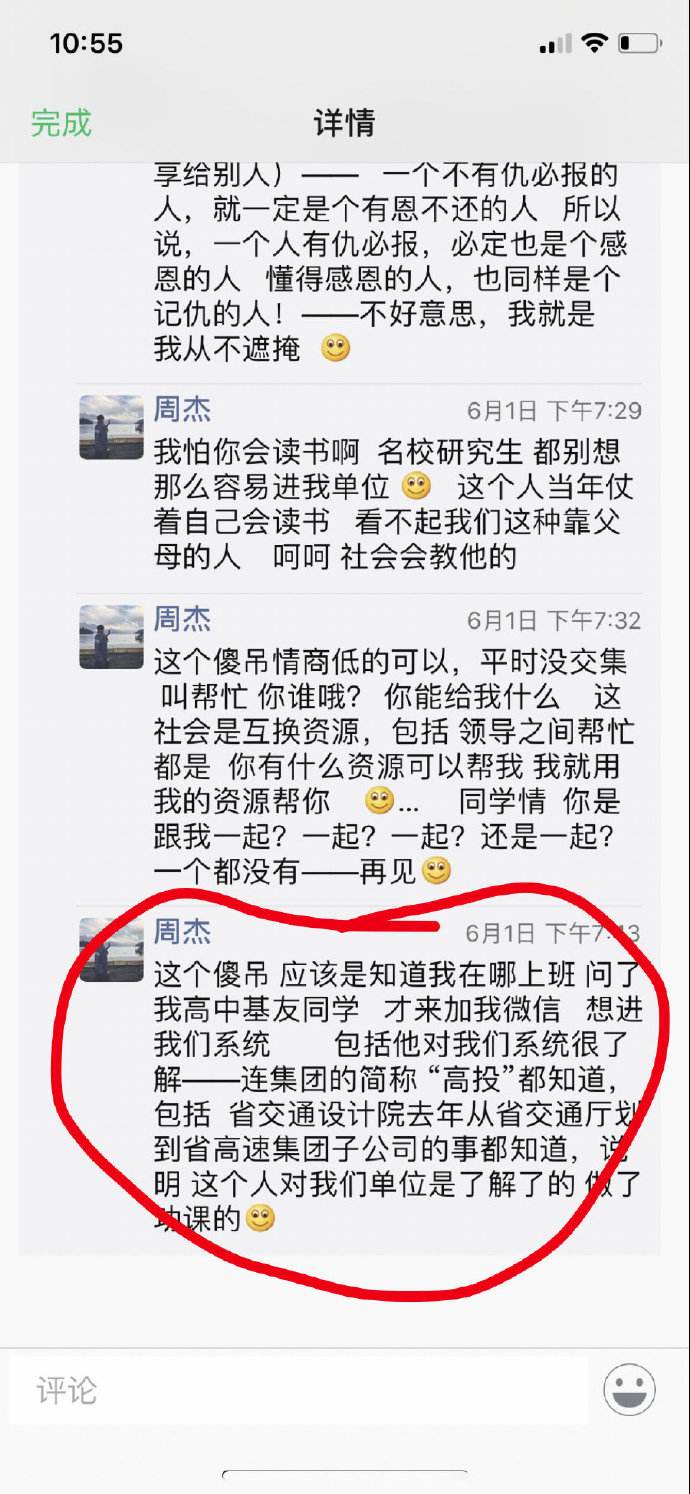 10:55
完成
详情
享给别人）—— 一个不有仇必报的
人，就一定是个有恩不还的人 所以
说，一个人有仇必报，必定也是个感
恩的人 懂得感恩的人，也同样是个
记仇的人！——不好意思，我就是
我从不遮掩
周杰
6月1日 下午7:29
我怕你会读书啊 名校研究生 都别想
那么容易进我单位 这个人当年仗
着自己会读书 看不起我们这种靠父
母的人 呵呵 社会会教他的
周杰
6月1日 下午7:32
这个傻吊情商低的可以，平时没交集
叫帮忙 你谁哦？ 你能给我什么 这
社会是互换资源，包括 领导之间帮忙
都是 你有什么资源可以帮我 我就用
我的资源帮你 ... 同学情 你是
跟我一起？一起？一起？还是一起？
一个都没有——再见
周杰
6月1日 下午7:43
这个傻吊 应该是知道我在哪上班 问了
我高中基友同学 才来加我微信 想进
我们系统 包括他对我们系统很了
解——连集团的简称 “高投”都知道，
包括 省交通设计院去年从省交通厅划
到省高速集团子公司的事都知道，说
明 这个人对我们单位是了解了的 做了
功课的
评论